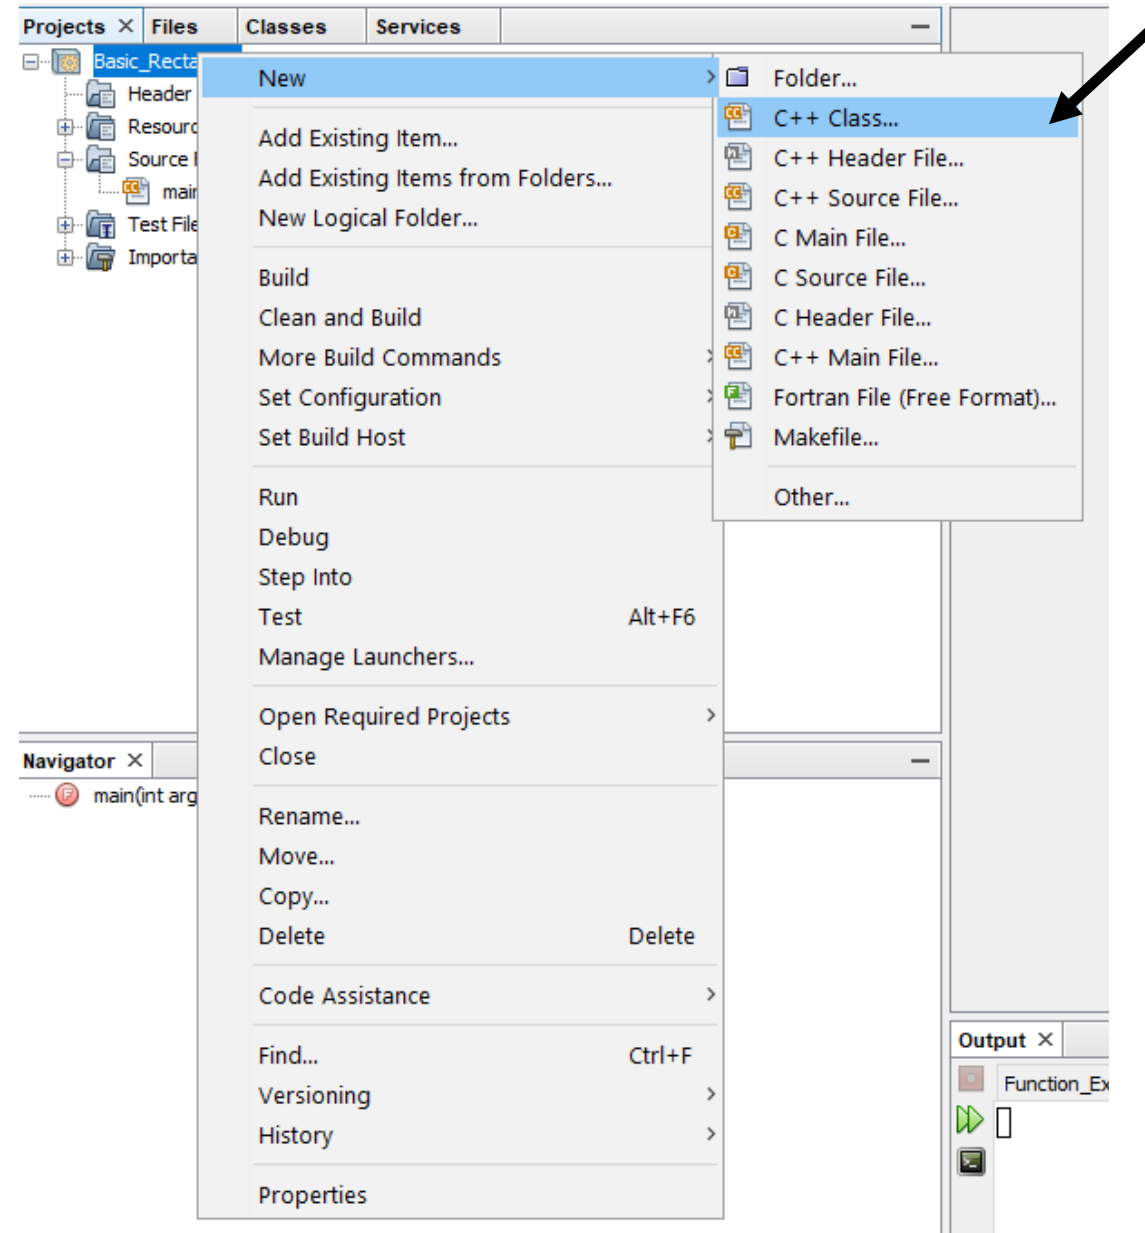 Projects Files Classes Services
Basic_Recta
Header
Resourc
Source
main
Test File
Importa
New
Add Existing Item...
Add Existing Items from Folders...
New Logical Folder...
Build
Clean and Build
More Build Commands
Set Configuration
Set Build Host
Run
Debug
Step Into
Test Alt+F6
Manage Launchers...
Open Required Projects
Close
Rename...
Move...
Copy...
Delete Delete
Code Assistance
Find... Ctrl+F
Versioning
History
Properties
Folder...
C++ Class...
C++ Header File...
C++ Source File...
C Main File...
C Source File...
C Header File...
C++ Main File...
Fortran File (Free Format)...
Makefile...
Other...
Navigator
main(int arg
Output
Function_Ex